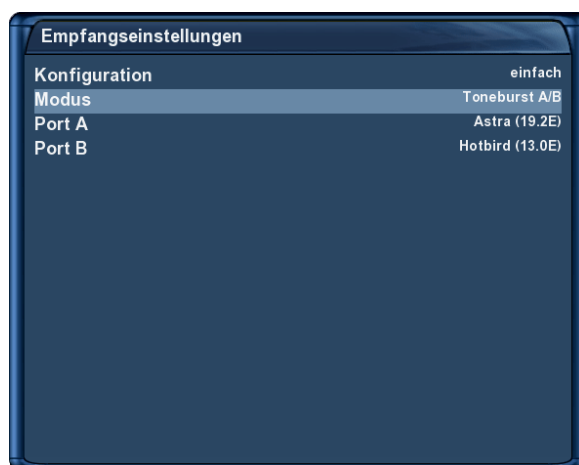 Empfangseinstellungen
Konfiguration einfach
Modus Toneburst A/B
Port A Astra (19.2E)
Port B Hotbird (13.0E)